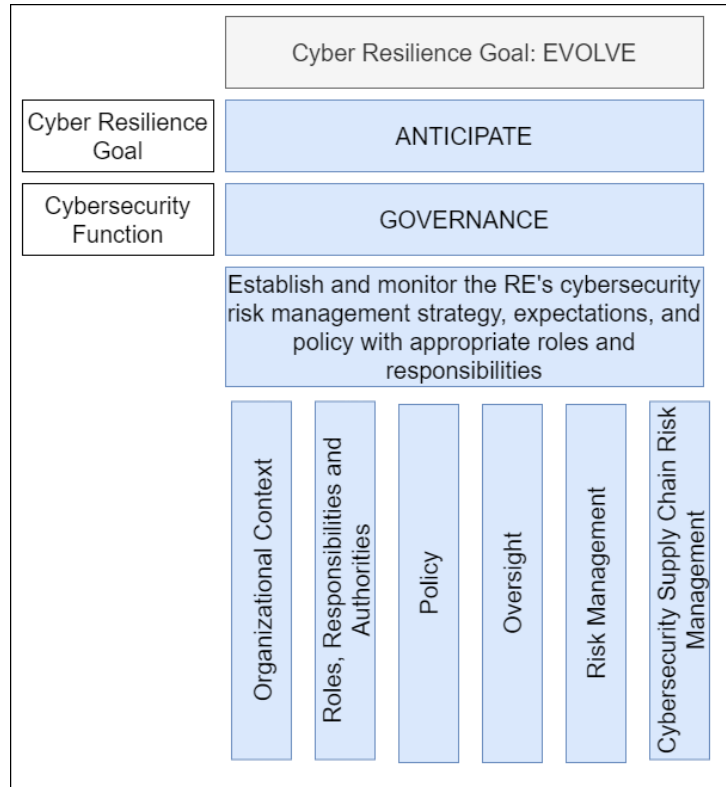 Cyber Resilience Goal: EVOLVE
Cyber Resilience
Goal
ANTICIPATE
Cybersecurity
Function
GOVERNANCE
Establish and monitor the RE's cybersecurity
risk management strategy, expectations, and
policy with appropriate roles and
responsibilities
Organizational Context
Roles, Responsibilities and
Authorities
Policy
Oversight
Risk Management
Cybersecurity Supply Chain Risk
Management